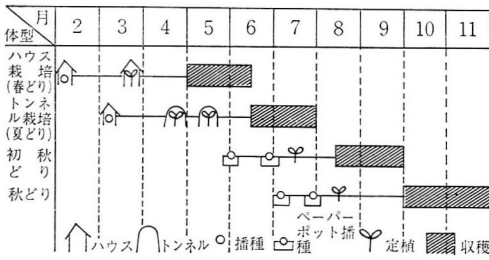 月
体型
2 3 4 5 6 7 8 9 10 11
ハウス
栽培
(春どり)
トンネ
ル栽培
(夏どり)
初秋
どり
秋どり
ハウス トンネル 播種 ペーパーポット播種 定植 収穫